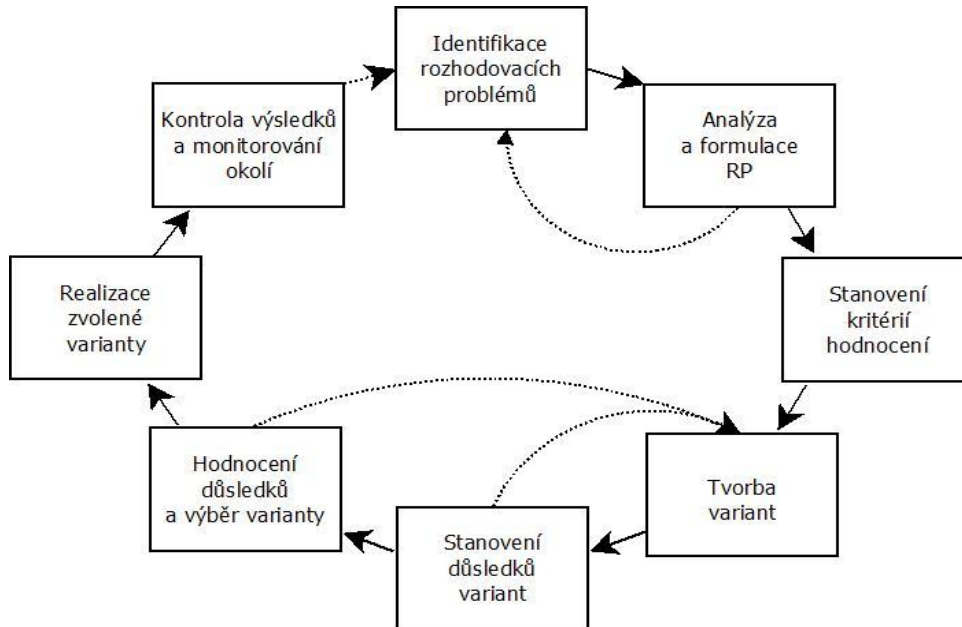 Identifikace
rozhodovacích
problémů
Analýza
a formulace
RP
Stanovení
kritérií
hodnocení
Tvorba
variant
Stanovení
důsledků
variant
Hodnocení
důsledků
a výběr varianty
Realizace
zvolené
varianty
Kontrola výsledků
a monitorování
okolí